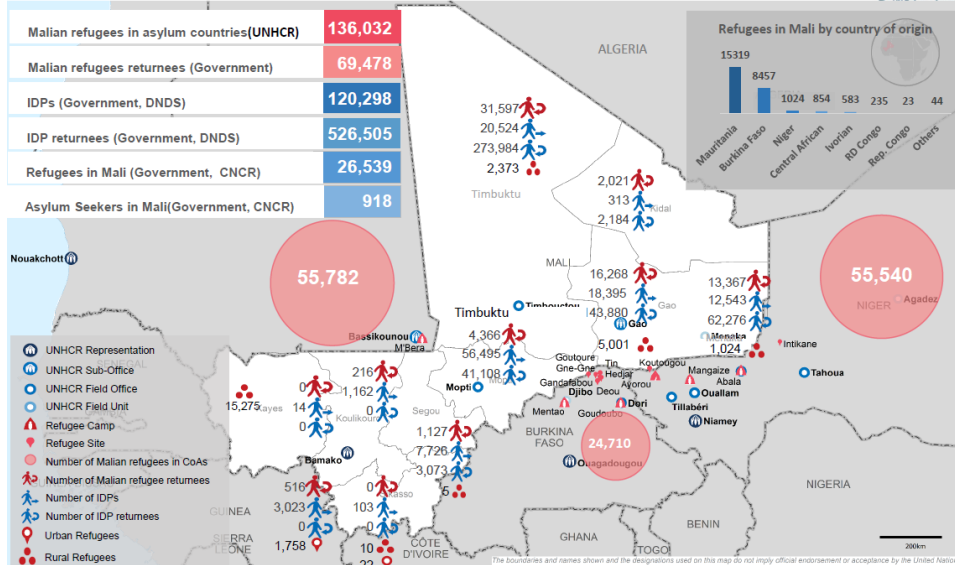 Malian refugees in asylum countries(UNHCR) 136,032
Malian refugees returnees (Government) 69,478
IDPs (Government, DNDS) 120,298
IDP returnees (Government, DNDS) 526,505
Refugees in Mali (Government, CNCR) 26,539
Asylum Seekers in Mali(Government, CNCR) 918
Refugees in Mali by country of origin
15319
8457
1024 854 583 235 23 44
Mauritania
Burkina Faso
Niger
Central African
Ivorian
RD Congo
Rep. Congo
Others
ALGERIA
31,597
20,524
273,984
2,373
Timbuktu
2,021
313
Kidal
2,184
Nouakchott
55,782
MALI
16,268
18,395
Gao
43,880
Gao
5,001
13,367
12,543
62,276
Menaka
1,024
55,540
NIGER
Agadez
Intikane
Tahoua
Timbuktu
Timbouctou
4,366
56,495
41,108
Mopti
Bassikounou
M'Bera
Goutoure
Gne-Gne
Gandafabou
Djibo
Mentao
Tin
Hedjar
Deou
Koutougou
Ayorou
Goudoubo
Dori
Mangaize
Abala
Ouallam
Tillabéri
Niamey
BURKINA
FASO
24,710
Ouagadougou
UNHCR Representation
UNHCR Sub-Office
UNHCR Field Office
UNHCR Field Unit
Refugee Camp
Refugee Site
Number of Malian refugees in CoAs
Number of Malian refugee returnees
Number of IDPs
Number of IDP returnees
Urban Refugees
Rural Refugees
SENEGAL
15,275
Kayes
0
14
0
216
1,162
Koulikoro
0
Segou
1,127
7,726
3,073
5
Bamako
516
3,023
0
1,758
0
Sikasso
103
0
10
22
GUINEA
SIERRA
LEONE
CÔTE
D'IVOIRE
GHANA
TOGO
BENIN
NIGERIA
200km
The boundaries and names shown and the designations used on this map do not imply official endorsement or acceptance by the United Nation